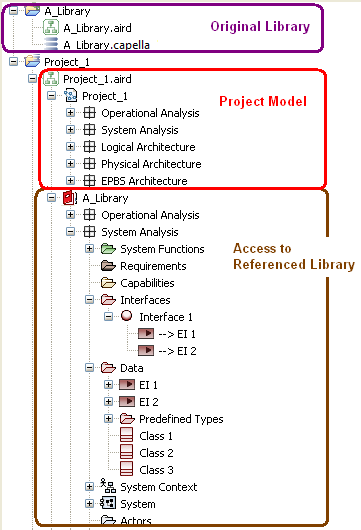 A_Library
A_Library.aird
A_Library.capella
Original Library
Project_1
Project_1.aird
Project_1
Operational Analysis
System Analysis
Logical Architecture
Physical Architecture
EPBS Architecture
Project Model
A_Library
Operational Analysis
System Analysis
System Functions
Requirements
Capabilities
Interfaces
Interface 1
--> EI 1
--> EI 2
Data
EI 1
EI 2
Predefined Types
Class 1
Class 2
Class 3
System Context
System
Actors
Access to
Referenced Library